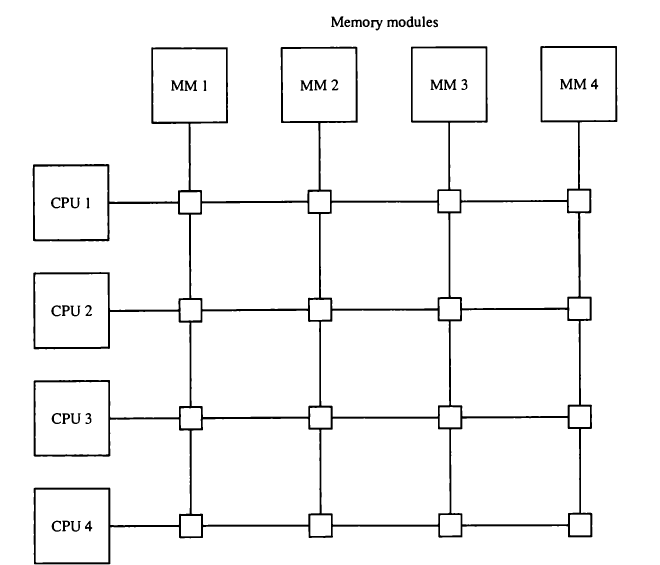 Memory modules
MM 1
MM 2
MM 3
MM 4
CPU 1
CPU 2
CPU 3
CPU 4